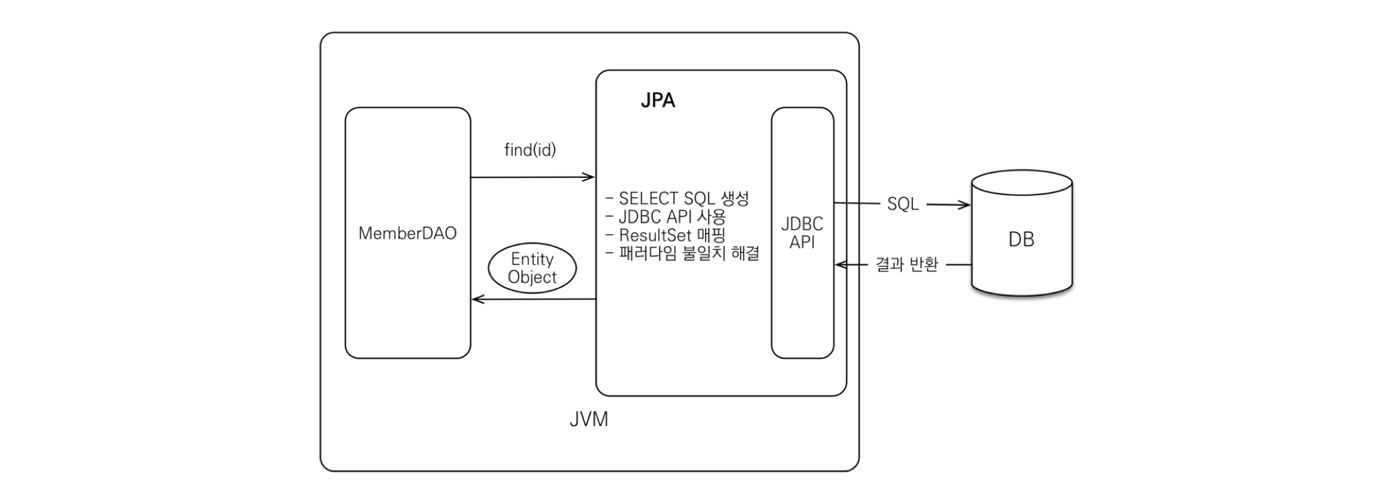 JPA
find(id)
MemberDAO
Entity
Object
- SELECT SQL 생성
- JDBC API 사용
- ResultSet 매핑
- 패러다임 불일치 해결
JDBC
API
SQL
결과 반환
DB
JVM